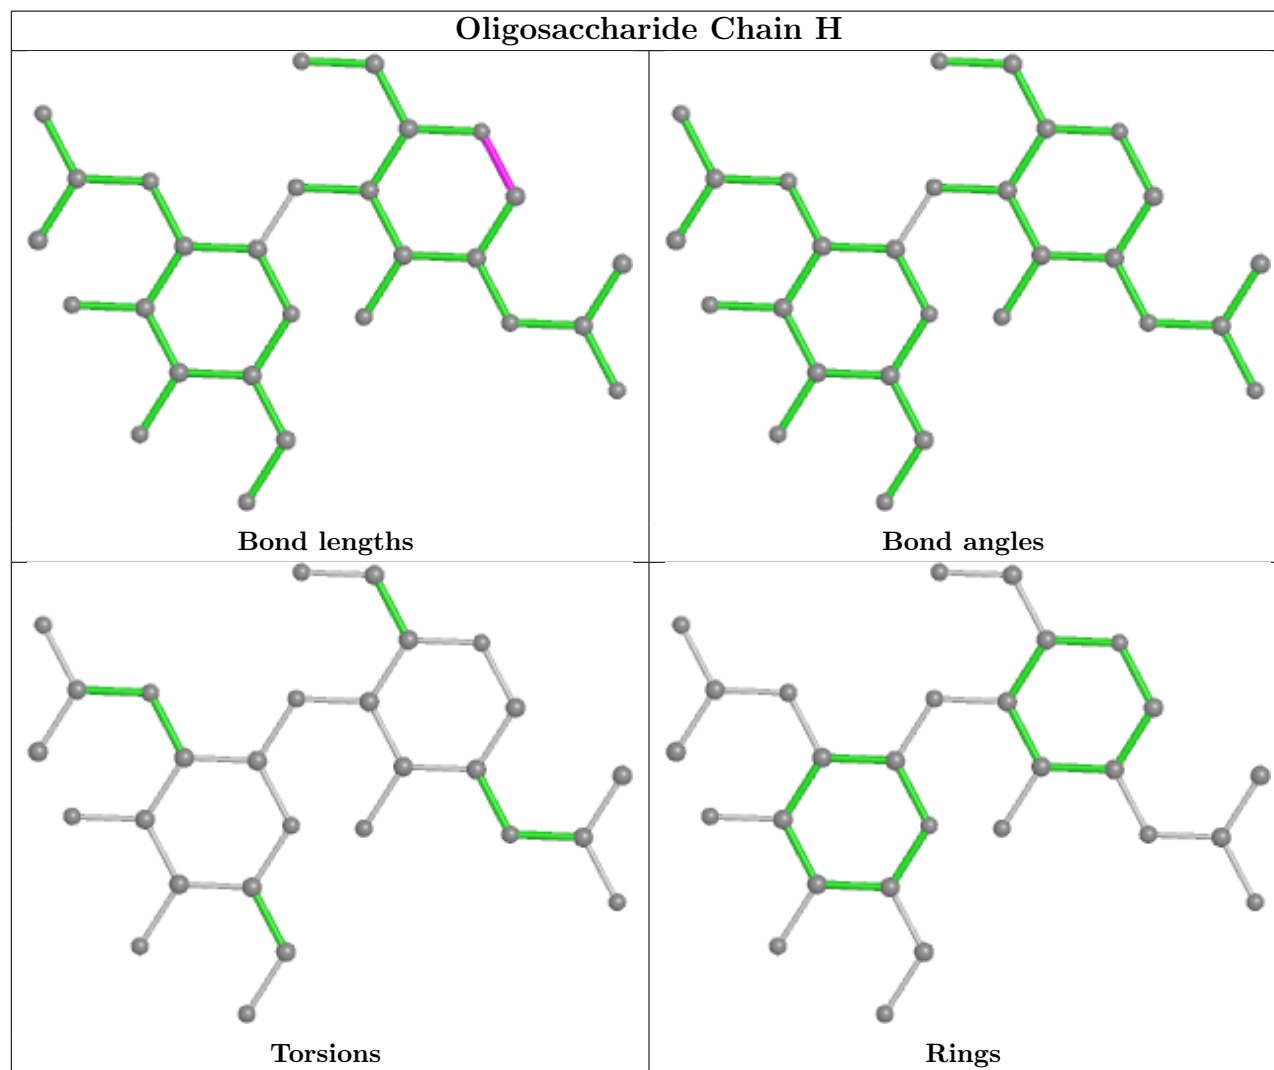 Oligosaccharide Chain H
Bond lengths
Bond angles
Torsions
Rings